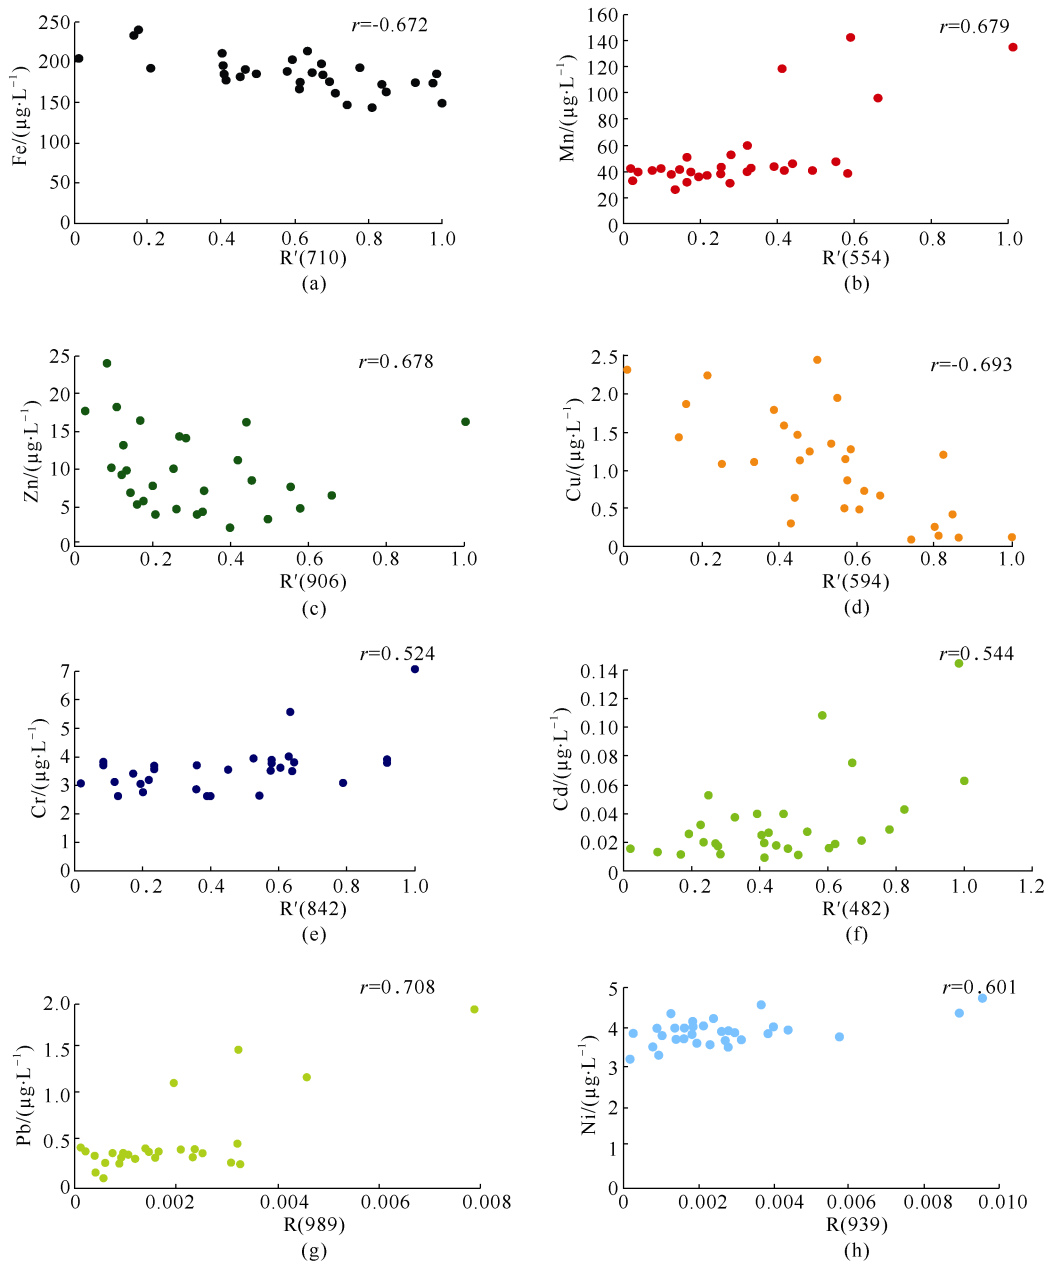 r=-0.672
Fe/(μg·L⁻¹)
250
200
150
100
50
0
0 0.2 0.4 0.6 0.8 1.0
R′(710)
(a)
r=0.679
Mn/(μg·L⁻¹)
160
140
120
100
80
60
40
20
0
0 0.2 0.4 0.6 0.8 1.0
R′(554)
(b)
r=0.678
Zn/(μg·L⁻¹)
25
20
15
10
5
0
0 0.2 0.4 0.6 0.8 1.0
R′(906)
(c)
r=-0.693
Cu/(μg·L⁻¹)
2.5
2.0
1.5
1.0
0.5
0
0 0.2 0.4 0.6 0.8 1.0
R′(594)
(d)
r=0.524
Cr/(μg·L⁻¹)
7
6
5
4
3
2
1
0
0 0.2 0.4 0.6 0.8 1.0
R′(842)
(e)
r=0.544
Cd/(μg·L⁻¹)
0.14
0.12
0.10
0.08
0.06
0.04
0.02
0
0 0.2 0.4 0.6 0.8 1.0 1.2
R′(482)
(f)
r=0.708
Pb/(μg·L⁻¹)
2.0
1.5
1.0
0.5
0
0 0.002 0.004 0.006 0.008
R(989)
(g)
r=0.601
Ni/(μg·L⁻¹)
5
4
3
2
1
0
0 0.002 0.004 0.006 0.008 0.010
R(939)
(h)